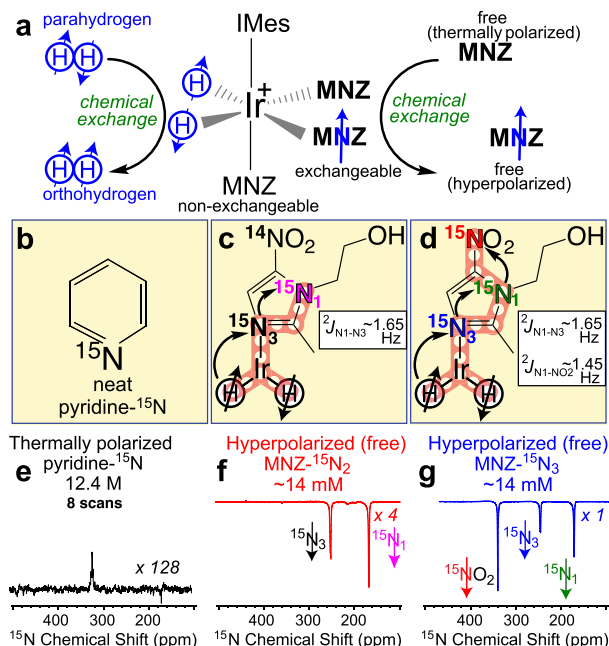 a
parahydrogen
H H
chemical
exchange
H H
orthohydrogen
IMes
H
H
Ir+
MNZ
MNZ
exchangeable
MNZ
non-exchangeable
free
(thermally polarized)
MNZ
chemical
exchange
MNZ
free
(hyperpolarized)
b
15N
neat
pyridine-15N
c
14NO2
OH
15N1
15N3
Ir
H H
2JN1-N3~1.65
Hz
d
15NO2
OH
15N1
15N3
Ir
H H
2JN1-N3~1.65
Hz
2JN1-NO2~1.45
Hz
e
Thermally polarized
pyridine-15N
12.4 M
8 scans
x 128
400 300 200
15N Chemical Shift (ppm)
f
Hyperpolarized (free)
MNZ-15N2
~14 mM
x 4
15N3
15N1
400 300 200
15N Chemical Shift (ppm)
g
Hyperpolarized (free)
MNZ-15N3
~14 mM
x 1
15N3
15NO2
15N1
400 300 200
15N Chemical Shift (ppm)